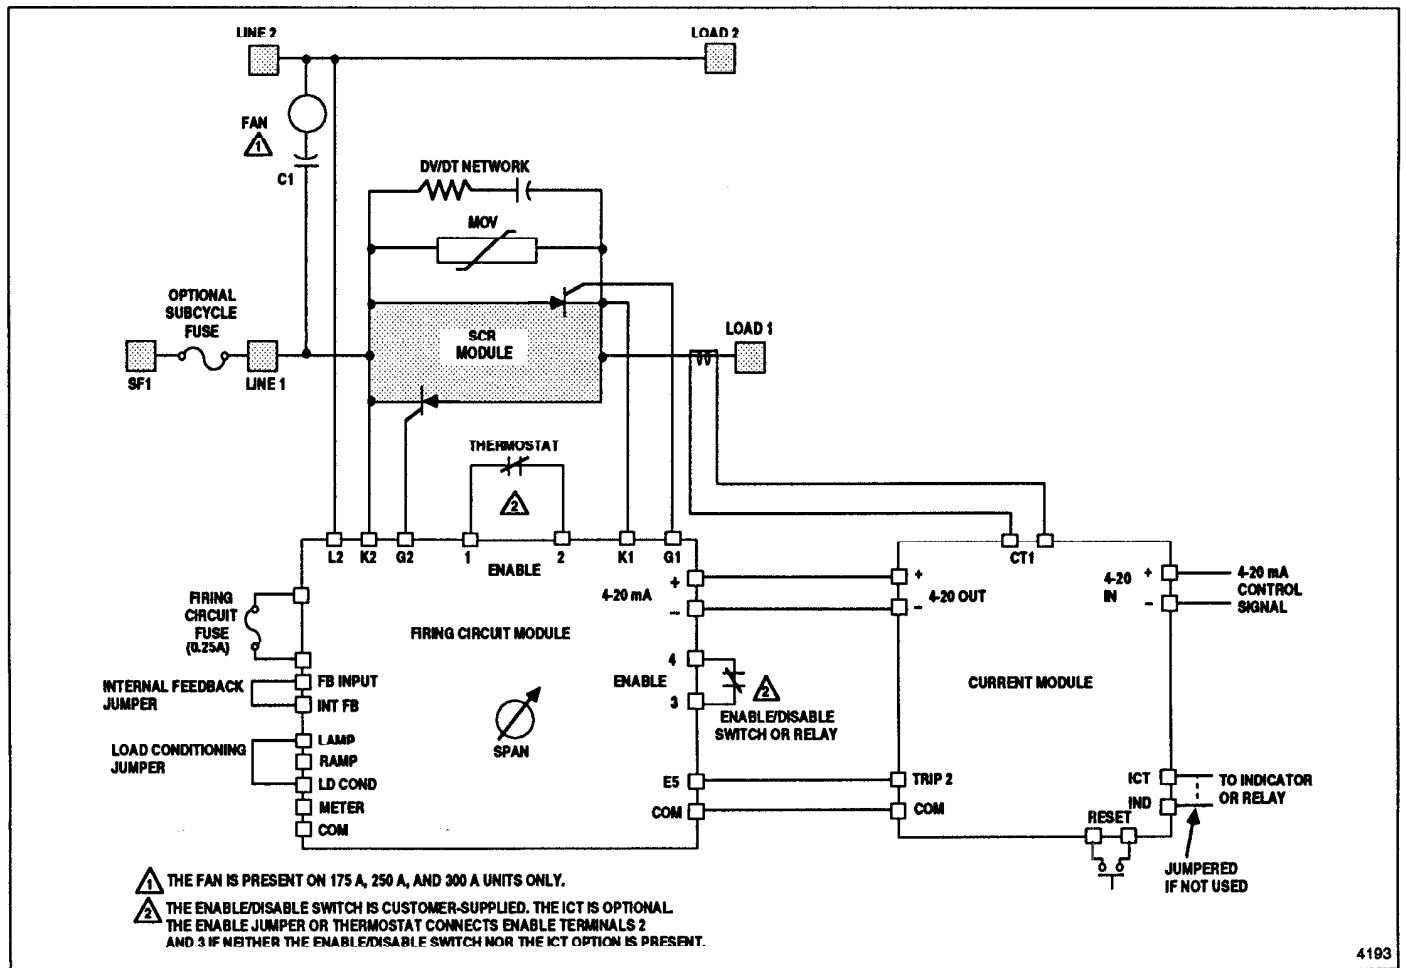 LINE 2
LOAD 2
FAN
1
C1
DV/DT NETWORK
MOV
OPTIONAL
SUBCYCLE
FUSE
SCR
MODULE
LOAD 1
SF1
LINE 1
THERMOSTAT
2
L2 K2 G2 1 2 K1 G1
ENABLE
CT1
FIRING
CIRCUIT
FUSE
(0.25A)
4-20 mA
+
–
FIRING CIRCUIT MODULE
+
4-20 OUT
–
4-20
IN
+
–
4-20 mA
CONTROL
SIGNAL
INTERNAL FEEDBACK
JUMPER
FB INPUT
INT FB
4
ENABLE
3
2
ENABLE/DISABLE
SWITCH OR RELAY
CURRENT MODULE
SPAN
LOAD CONDITIONING
JUMPER
LAMP
RAMP
LD COND
METER
COM
E5
COM
TRIP 2
COM
ICT
IND
TO INDICATOR
OR RELAY
RESET
JUMPERED
IF NOT USED
1 THE FAN IS PRESENT ON 175 A, 250 A, AND 300 A UNITS ONLY.
2 THE ENABLE/DISABLE SWITCH IS CUSTOMER-SUPPLIED. THE ICT IS OPTIONAL.
THE ENABLE JUMPER OR THERMOSTAT CONNECTS ENABLE TERMINALS 2
AND 3 IF NEITHER THE ENABLE/DISABLE SWITCH NOR THE ICT OPTION IS PRESENT.
4193